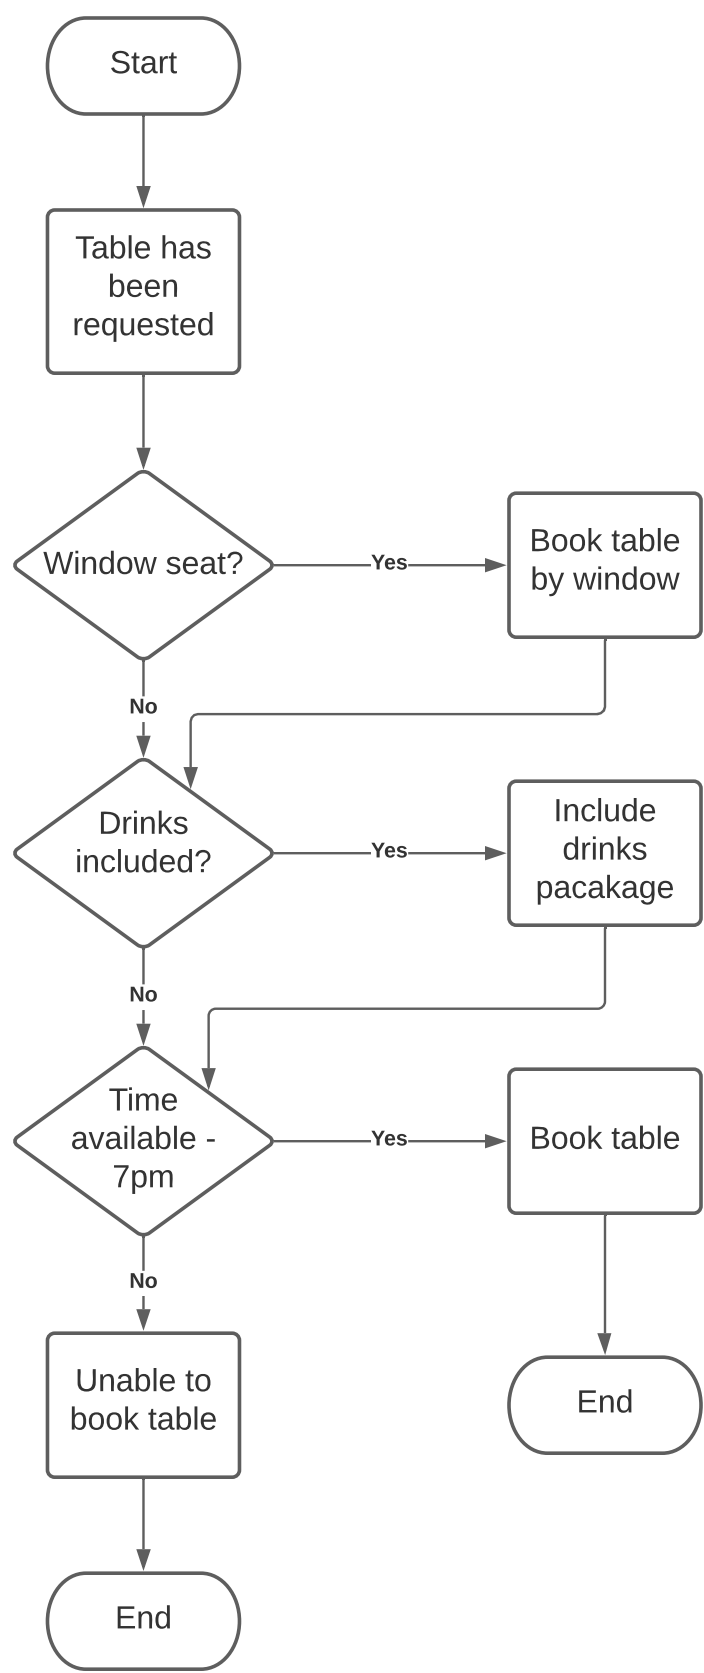 Start
Table has
been
requested
Window seat?
Yes
Book table
by window
No
Drinks
included?
Yes
Include
drinks
pacakage
No
Time
available -
7pm
Yes
Book table
No
Unable to
book table
End
End